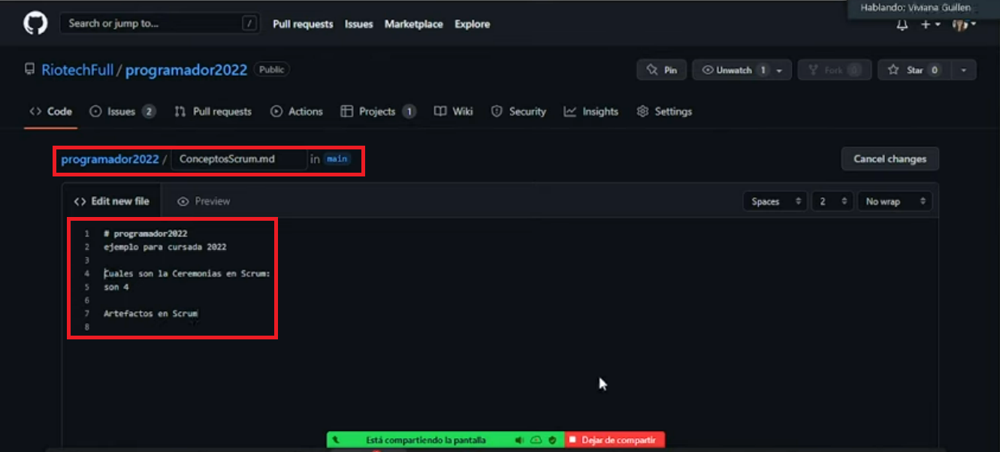 Hablando: Viviana Guillen
Search or jump to... /
Pull requests Issues Marketplace Explore
RiotechFull / programador2022 Public
Pin Unwatch 1 Fork 0 Star 0
Code Issues 2 Pull requests Actions Projects 1 Wiki Security Insights Settings
programador2022 / ConceptosScrum.md in main
Cancel changes
<> Edit new file Preview
Spaces 2 No wrap
1 # programador2022
2 ejemplo para cursada 2022
3
4 Cuales son la Ceremonias en Scrum:
5 son 4
6
7 Artefactos en Scrum
8
Está compartiendo la pantalla Dejar de compartir